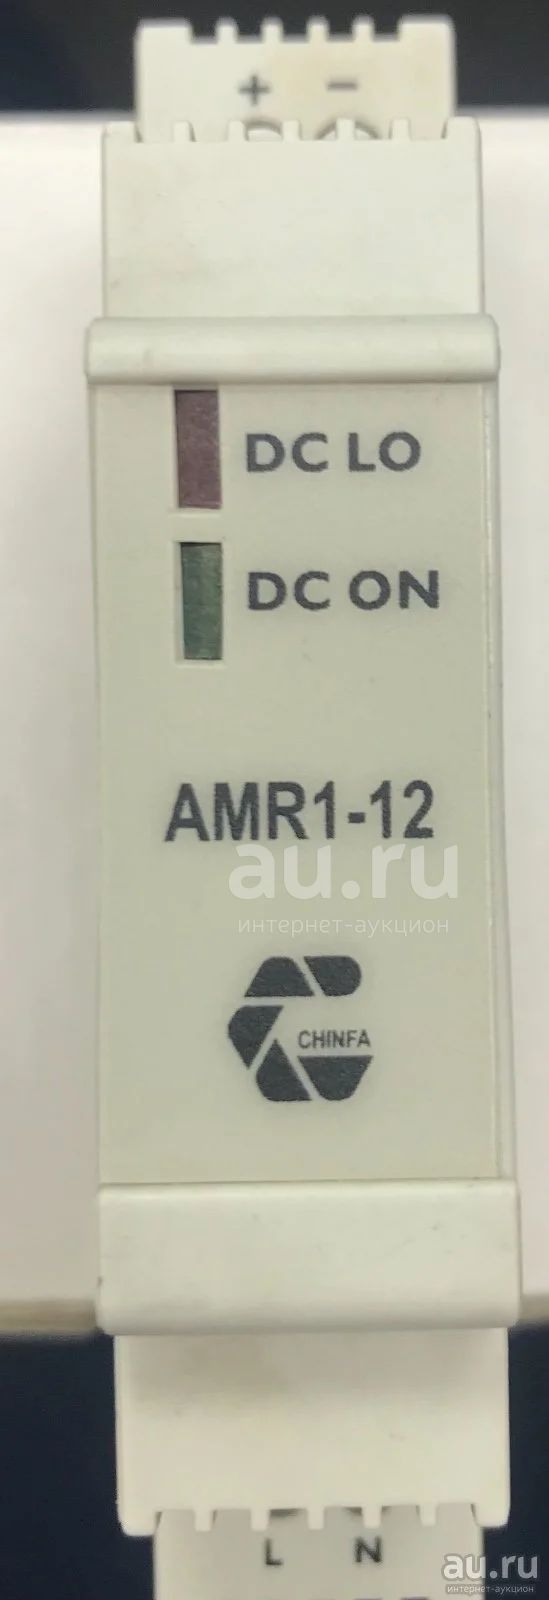 + −
DC LO
DC ON
AMR1-12
au.ru
интернет-аукцион
CHINFA
L N
au.ru
интернет-аукцион